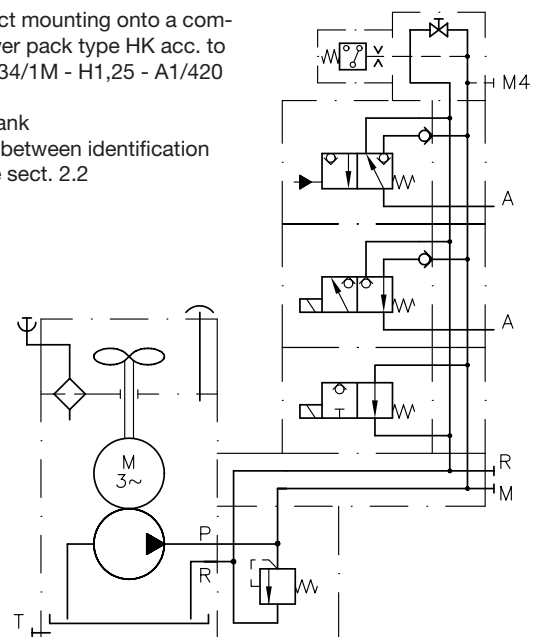 ct mounting onto a com-
ver pack type HK acc. to
34/1M - H1,25 - A1/420
ank
between identification
e sect. 2.2
M4
A
A
R
M
M
3~
P
R
T